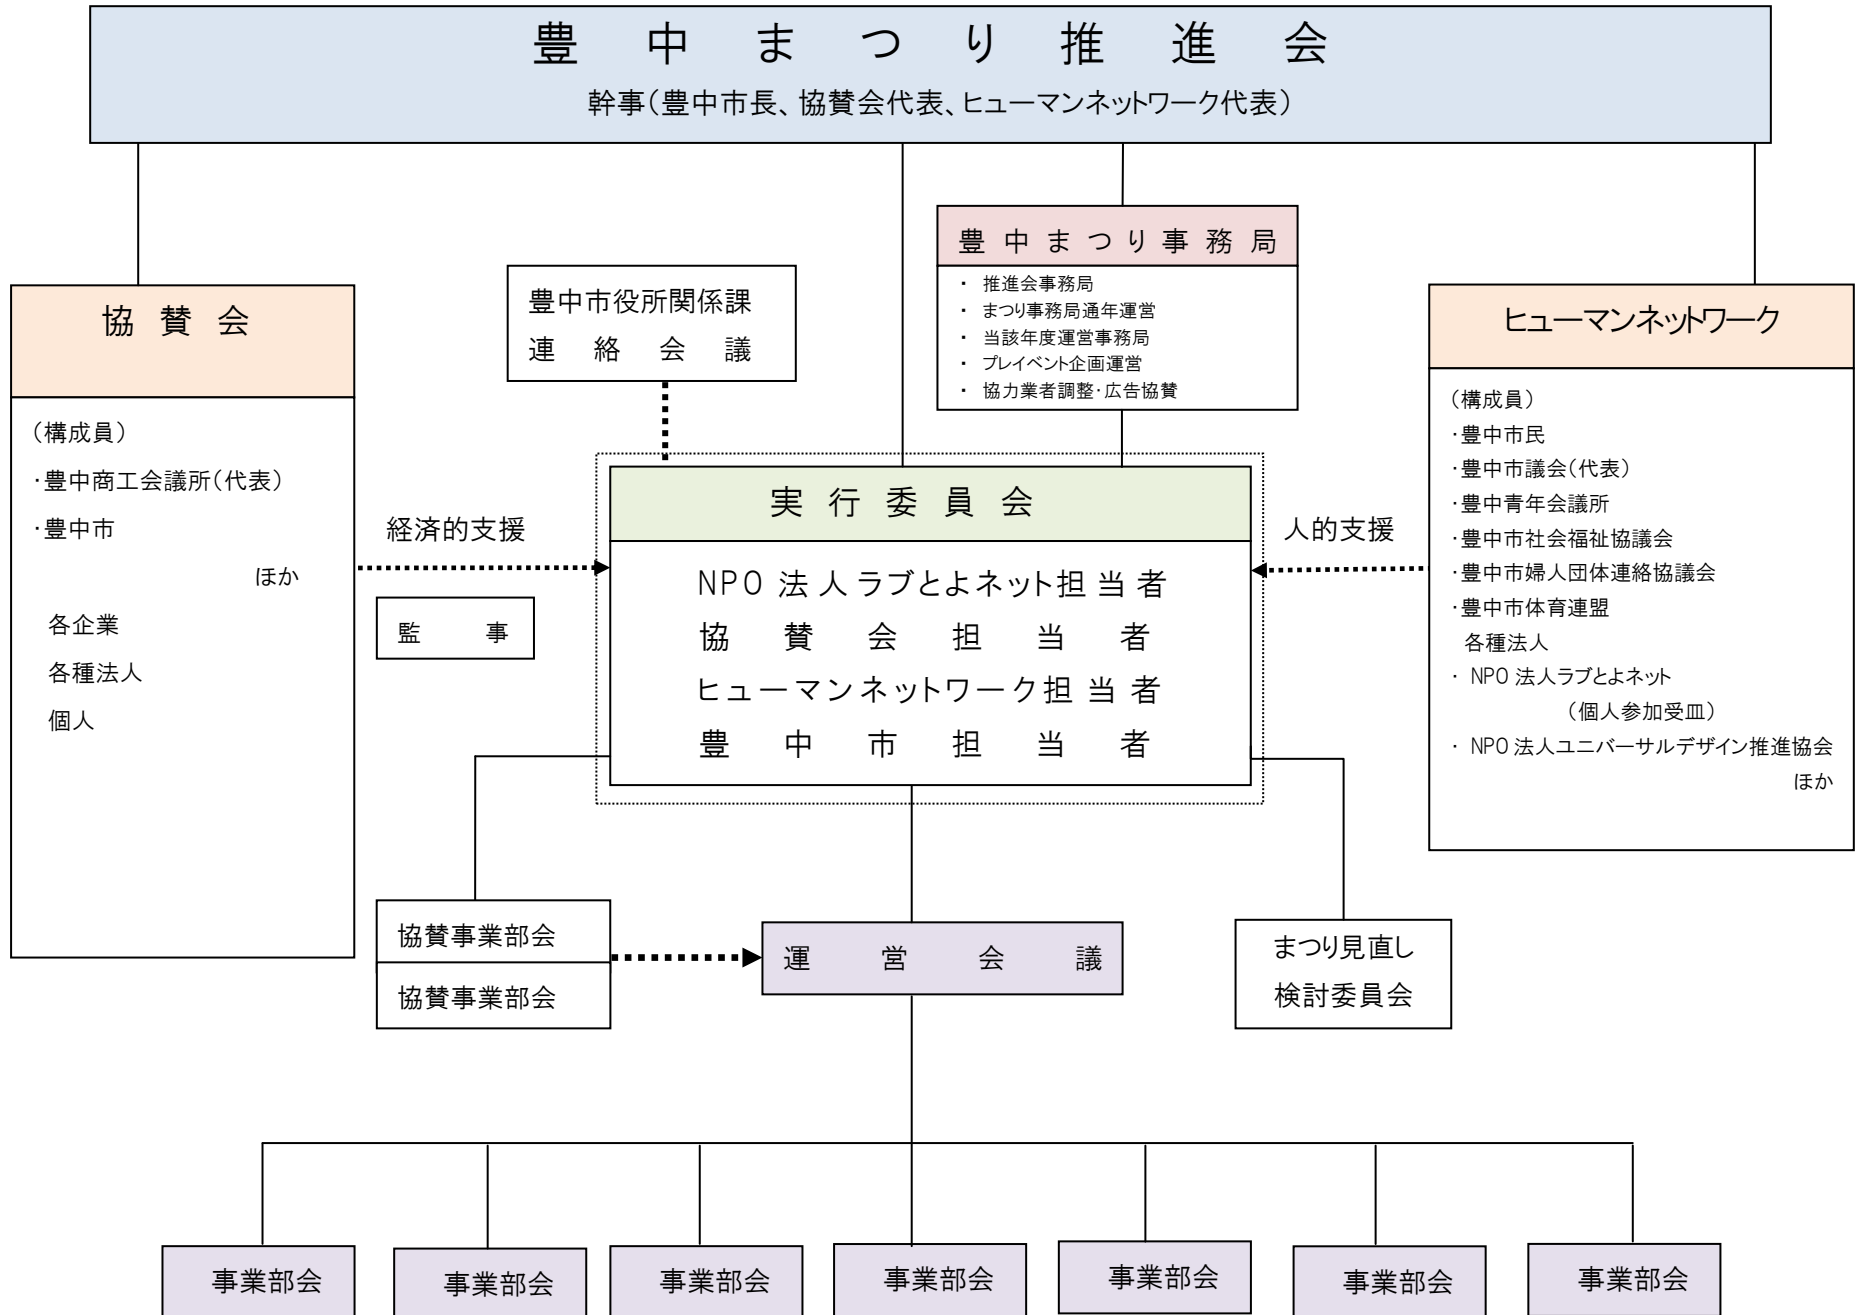 豊中まつり推進会
幹事（豊中市長、協賛会代表、ヒューマンネットワーク代表）
豊中まつり事務局
・ 推進会事務局
・ まつり事務局通年運営
・ 当該年度運営事務局
・ プレイベント企画運営
・ 協力業者調整・広告協賛
豊中市役所関係課
連絡会議
協賛会
（構成員）
・豊中商工会議所（代表）
・豊中市
ほか
各企業
各種法人
個人
経済的支援
監事
実行委員会
NPO法人ラブとよネット担当者
協賛会担当者
ヒューマンネットワーク担当者
豊中市担当者
人的支援
ヒューマンネットワーク
（構成員）
・豊中市民
・豊中市議会（代表）
・豊中青年会議所
・豊中市社会福祉協議会
・豊中市婦人団体連絡協議会
・豊中市体育連盟
各種法人
・ NPO法人ラブとよネット
（個人参加受皿）
・ NPO法人ユニバーサルデザイン推進協会
ほか
協賛事業部会
協賛事業部会
運営会議
まつり見直し
検討委員会
事業部会
事業部会
事業部会
事業部会
事業部会
事業部会
事業部会